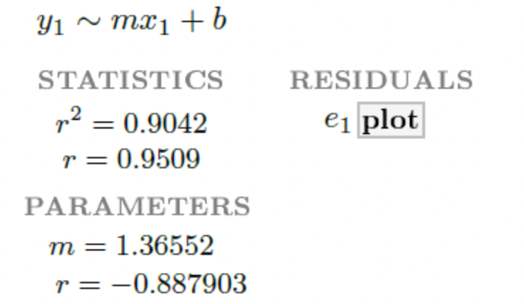 y₁ ~ mx₁ + b
STATISTICS RESIDUALS
r² = 0.9042 e₁ plot
r = 0.9509
PARAMETERS
m = 1.36552
r = −0.887903